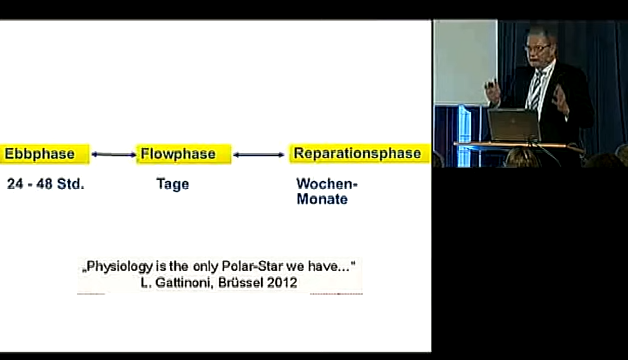 Ebbphase
Flowphase
Reparationsphase
24 - 48 Std.
Tage
Wochen-
Monate
„Physiology is the only Polar-Star we have...“
L. Gattinoni, Brüssel 2012